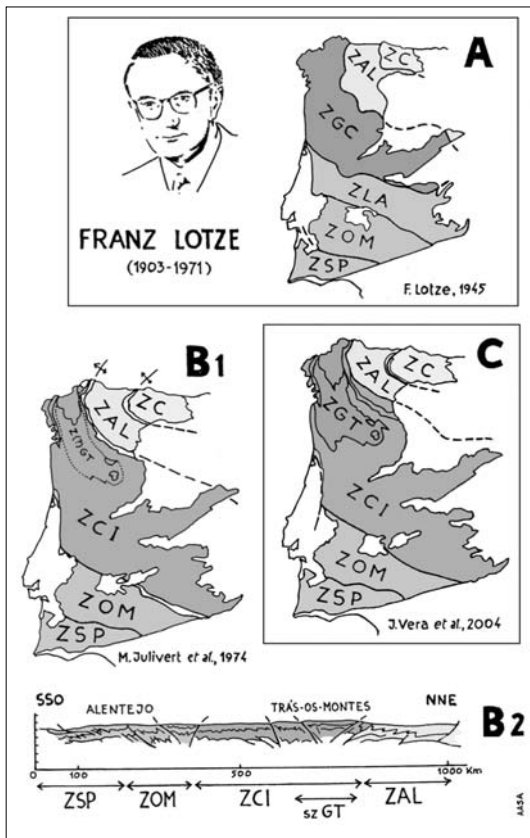 A
ZC
ZAL
ZGC
ZLA
ZOM
ZSP
F. Lotze, 1945
FRANZ LOTZE
(1903-1971)
B1
ZC
ZAL
Z(?)GT
ZCI
ZOM
ZSP
M. Julivert et al., 1974
C
ZC
ZAL
ZGT
ZCI
ZOM
ZSP
J. Vera et al., 2004
B2
SSO
ALENTEJO
TRÁS-OS-MONTES
NNE
0 100 500 1000 Km
ZSP ZOM ZCI ZAL
sz GT